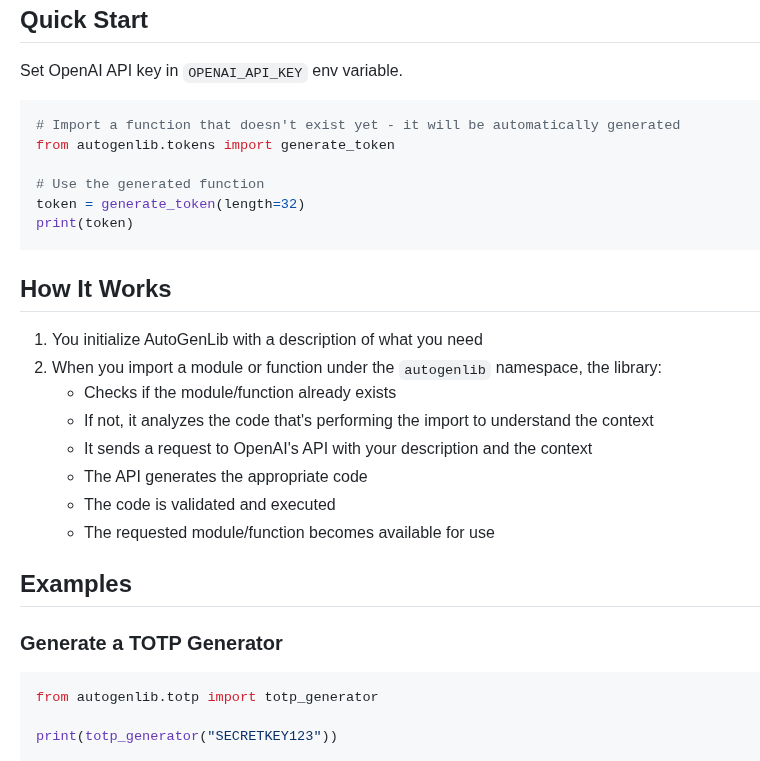 Quick Start
Set OpenAI API key in OPENAI_API_KEY env variable.
# Import a function that doesn't exist yet - it will be automatically generated
from autogenlib.tokens import generate_token
# Use the generated function
token = generate_token(length=32)
print(token)
How It Works
1. You initialize AutoGenLib with a description of what you need
2. When you import a module or function under the autogenlib namespace, the library:
◦ Checks if the module/function already exists
◦ If not, it analyzes the code that's performing the import to understand the context
◦ It sends a request to OpenAI's API with your description and the context
◦ The API generates the appropriate code
◦ The code is validated and executed
◦ The requested module/function becomes available for use
Examples
Generate a TOTP Generator
from autogenlib.totp import totp_generator
print(totp_generator("SECRETKEY123"))